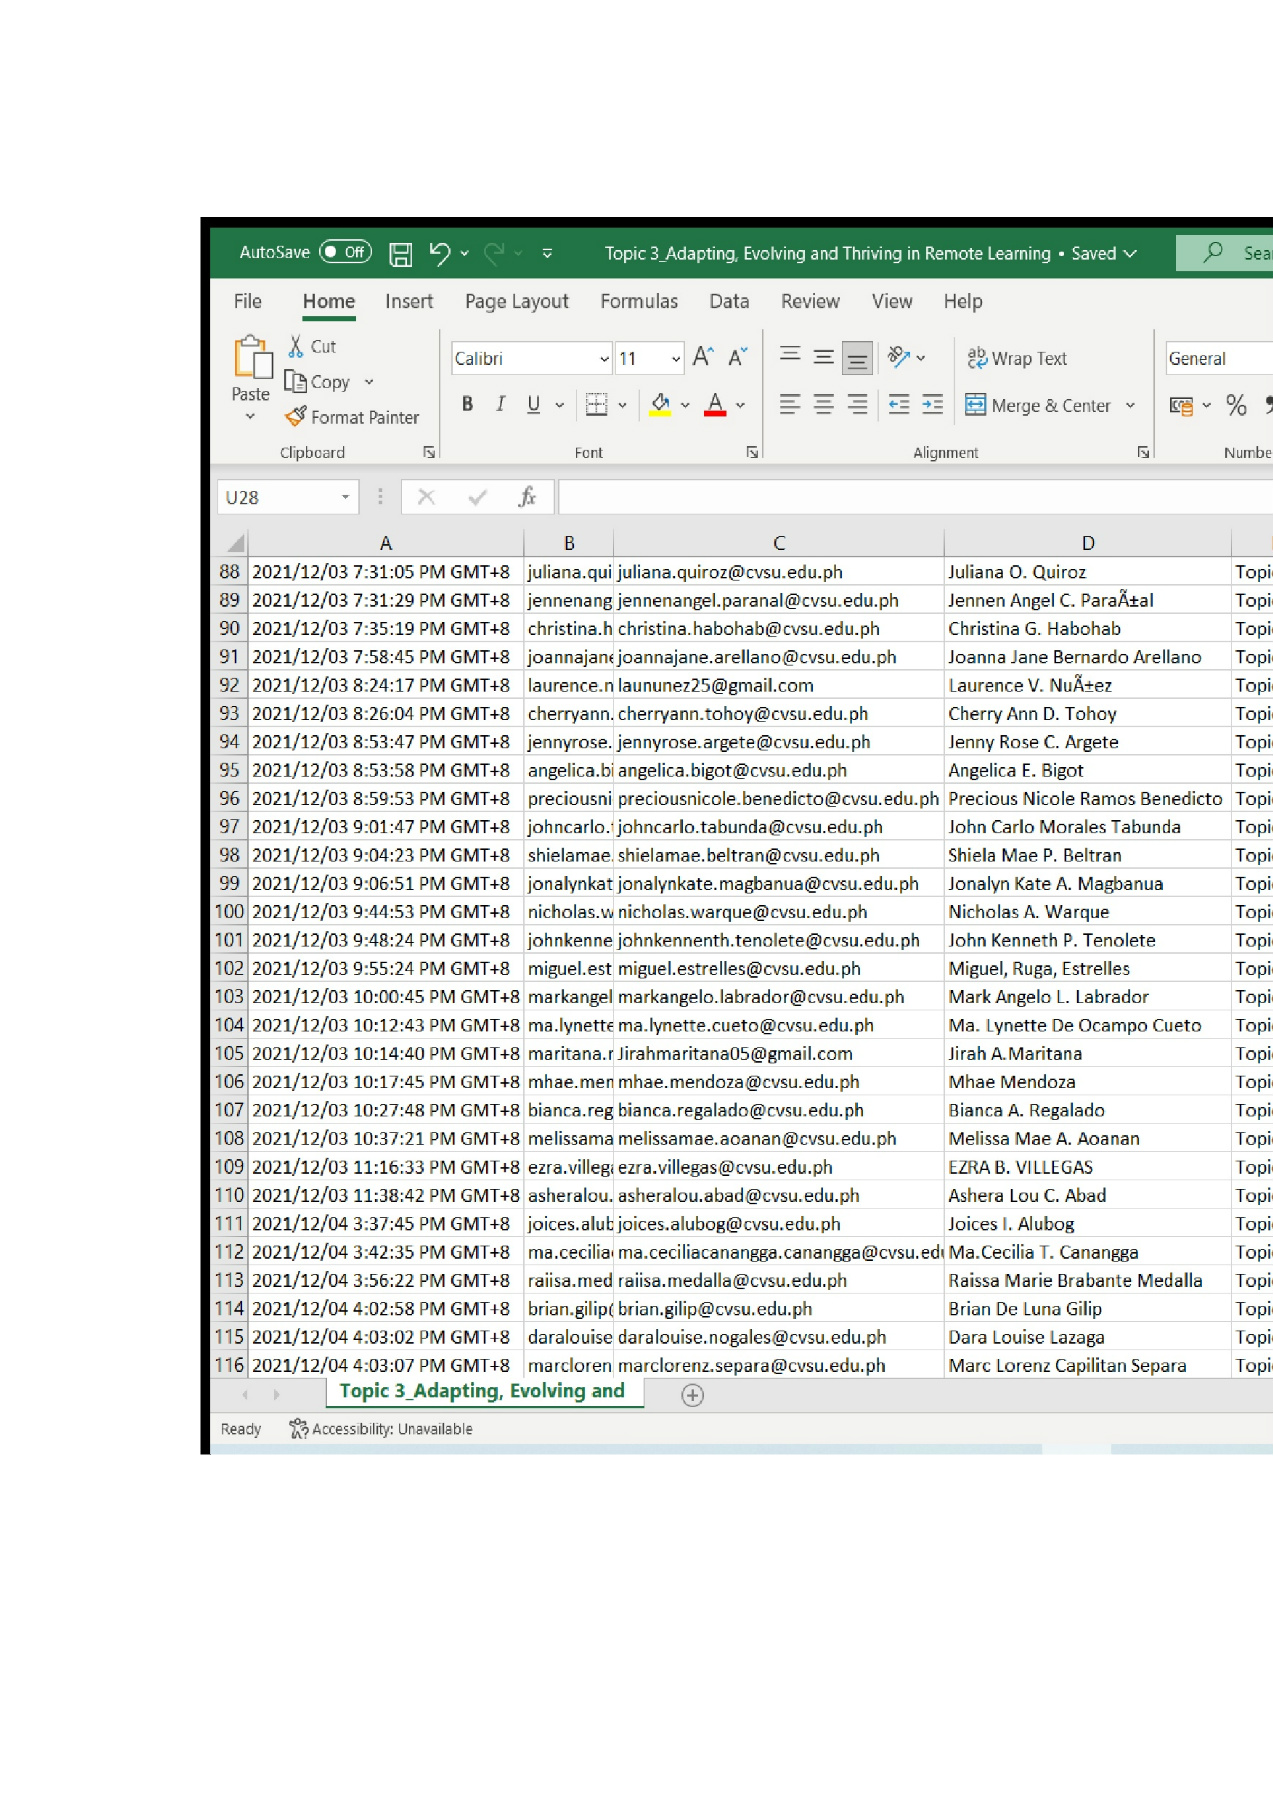 AutoSave Off Topic 3_Adapting, Evolving and Thriving in Remote Learning • Saved Sea
File Home Insert Page Layout Formulas Data Review View Help
Cut
Calibri 11 A^ A˅ ab Wrap Text General
Paste Copy
B I U A Merge & Center %
Format Painter
Clipboard Font Alignment Numbe
U28 fx
A B C D
88 2021/12/03 7:31:05 PM GMT+8 juliana.qui juliana.quiroz@cvsu.edu.ph Juliana O. Quiroz Topi
89 2021/12/03 7:31:29 PM GMT+8 jennenang jennenangel.paranal@cvsu.edu.ph Jennen Angel C. ParaÃ±al Topi
90 2021/12/03 7:35:19 PM GMT+8 christina.h christina.habohab@cvsu.edu.ph Christina G. Habohab Topi
91 2021/12/03 7:58:45 PM GMT+8 joannajane joannajane.arellano@cvsu.edu.ph Joanna Jane Bernardo Arellano Topi
92 2021/12/03 8:24:17 PM GMT+8 laurence.n laununez25@gmail.com Laurence V. NuÃ±ez Topi
93 2021/12/03 8:26:04 PM GMT+8 cherryann. cherryann.tohoy@cvsu.edu.ph Cherry Ann D. Tohoy Topi
94 2021/12/03 8:53:47 PM GMT+8 jennyrose. jennyrose.argete@cvsu.edu.ph Jenny Rose C. Argete Topi
95 2021/12/03 8:53:58 PM GMT+8 angelica.bi angelica.bigot@cvsu.edu.ph Angelica E. Bigot Topi
96 2021/12/03 8:59:53 PM GMT+8 preciousni preciousnicole.benedicto@cvsu.edu.ph Precious Nicole Ramos Benedicto Topi
97 2021/12/03 9:01:47 PM GMT+8 johncarlo.t johncarlo.tabunda@cvsu.edu.ph John Carlo Morales Tabunda Topi
98 2021/12/03 9:04:23 PM GMT+8 shielamae. shielamae.beltran@cvsu.edu.ph Shiela Mae P. Beltran Topi
99 2021/12/03 9:06:51 PM GMT+8 jonalynkat jonalynkate.magbanua@cvsu.edu.ph Jonalyn Kate A. Magbanua Topi
100 2021/12/03 9:44:53 PM GMT+8 nicholas.w nicholas.warque@cvsu.edu.ph Nicholas A. Warque Topi
101 2021/12/03 9:48:24 PM GMT+8 johnkenne johnkennenth.tenolete@cvsu.edu.ph John Kenneth P. Tenolete Topi
102 2021/12/03 9:55:24 PM GMT+8 miguel.est miguel.estrelles@cvsu.edu.ph Miguel, Ruga, Estrelles Topi
103 2021/12/03 10:00:45 PM GMT+8 markangel markangelo.labrador@cvsu.edu.ph Mark Angelo L. Labrador Topi
104 2021/12/03 10:12:43 PM GMT+8 ma.lynette ma.lynette.cueto@cvsu.edu.ph Ma. Lynette De Ocampo Cueto Topi
105 2021/12/03 10:14:40 PM GMT+8 maritana.r Jirahmaritana05@gmail.com Jirah A.Maritana Topi
106 2021/12/03 10:17:45 PM GMT+8 mhae.men mhae.mendoza@cvsu.edu.ph Mhae Mendoza Topi
107 2021/12/03 10:27:48 PM GMT+8 bianca.reg bianca.regalado@cvsu.edu.ph Bianca A. Regalado Topi
108 2021/12/03 10:37:21 PM GMT+8 melissama melissamae.aoanan@cvsu.edu.ph Melissa Mae A. Aoanan Topi
109 2021/12/03 11:16:33 PM GMT+8 ezra.villega ezra.villegas@cvsu.edu.ph EZRA B. VILLEGAS Topi
110 2021/12/03 11:38:42 PM GMT+8 asheralou. asheralou.abad@cvsu.edu.ph Ashera Lou C. Abad Topi
111 2021/12/04 3:37:45 PM GMT+8 joices.alub joices.alubog@cvsu.edu.ph Joices I. Alubog Topi
112 2021/12/04 3:42:35 PM GMT+8 ma.cecilia ma.ceciliacanangga.canangga@cvsu.edu Ma.Cecilia T. Canangga Topi
113 2021/12/04 3:56:22 PM GMT+8 raiisa.med raiisa.medalla@cvsu.edu.ph Raissa Marie Brabante Medalla Topi
114 2021/12/04 4:02:58 PM GMT+8 brian.gilip@ brian.gilip@cvsu.edu.ph Brian De Luna Gilip Topi
115 2021/12/04 4:03:02 PM GMT+8 daralouise daralouise.nogales@cvsu.edu.ph Dara Louise Lazaga Topi
116 2021/12/04 4:03:07 PM GMT+8 marcloren marclorenz.separa@cvsu.edu.ph Marc Lorenz Capilitan Separa Topi
Topic 3_Adapting, Evolving and
Ready Accessibility: Unavailable